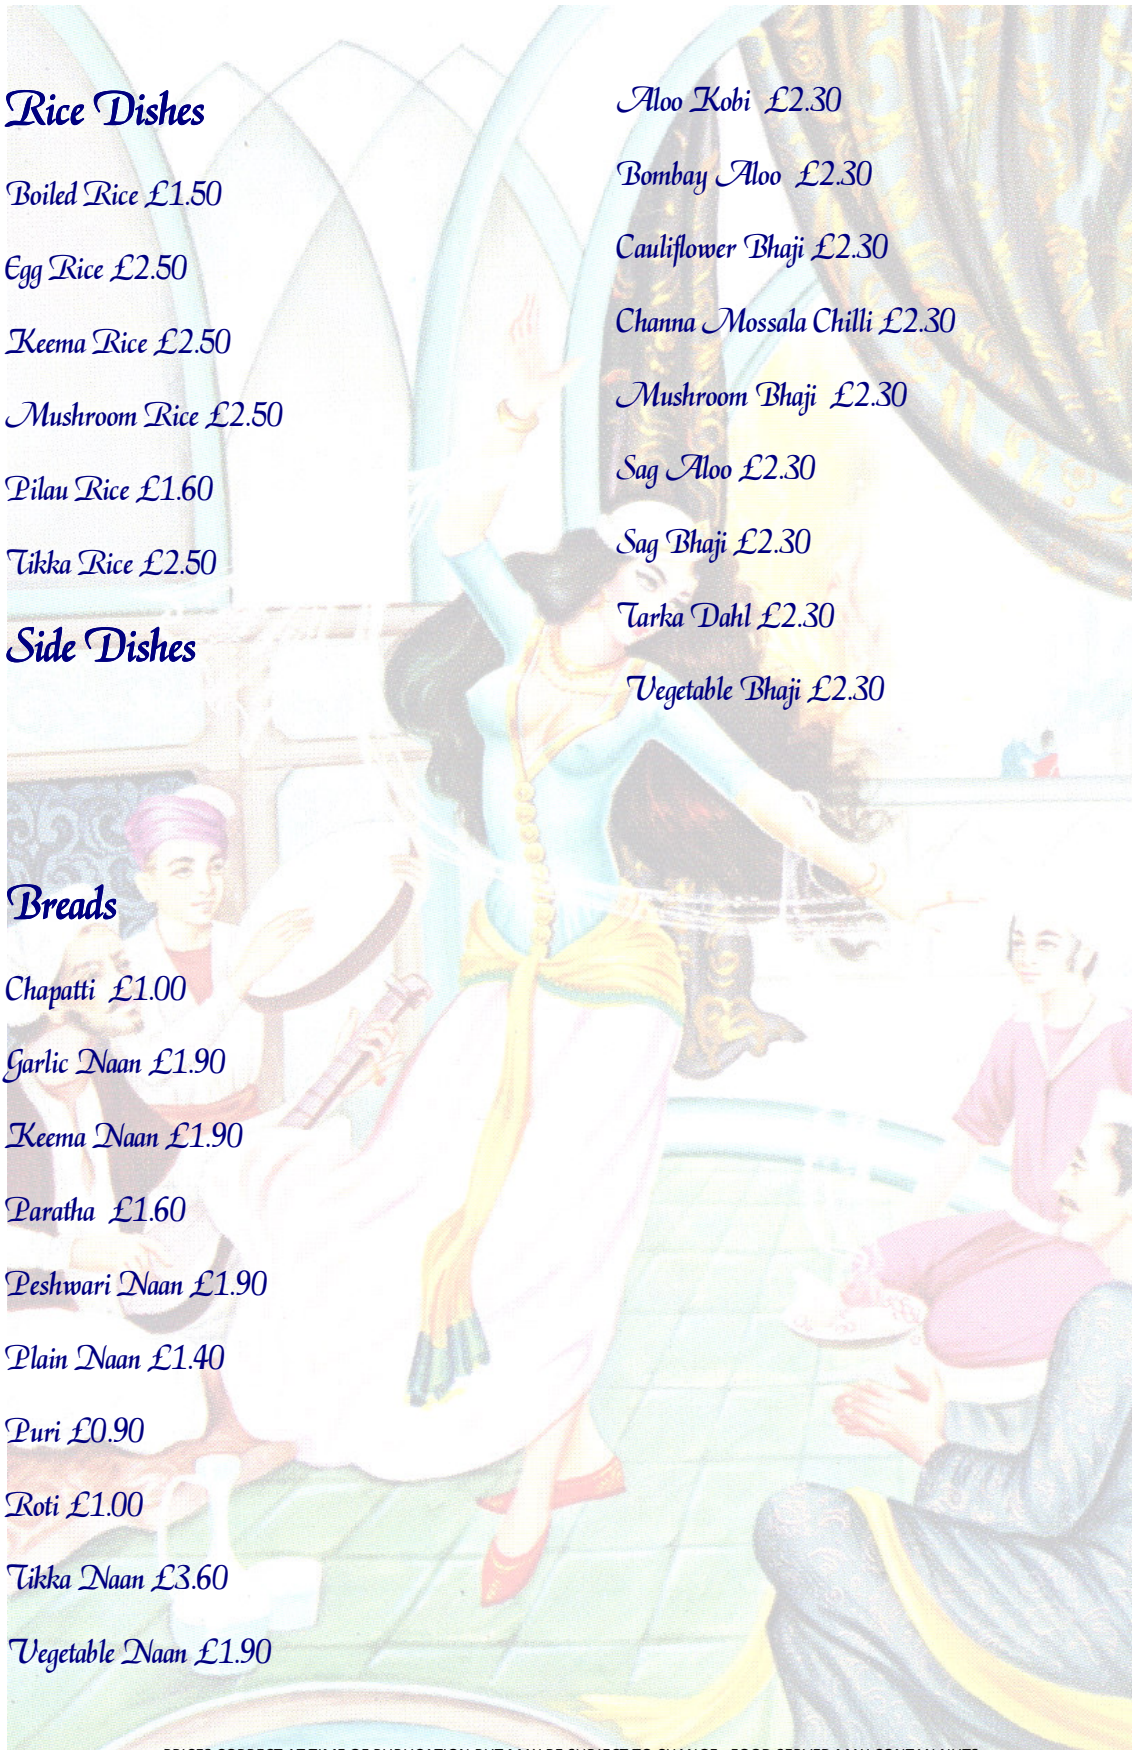 Rice Dishes
Boiled Rice £1.50
Egg Rice £2.50
Keema Rice £2.50
Mushroom Rice £2.50
Pilau Rice £1.60
Tikka Rice £2.50
Side Dishes
Aloo Kobi £2.30
Bombay Aloo £2.30
Cauliflower Bhaji £2.30
Channa Mossala Chilli £2.30
Mushroom Bhaji £2.30
Sag Aloo £2.30
Sag Bhaji £2.30
Tarka Dahl £2.30
Vegetable Bhaji £2.30
Breads
Chapatti £1.00
Garlic Naan £1.90
Keema Naan £1.90
Paratha £1.60
Peshwari Naan £1.90
Plain Naan £1.40
Puri £0.90
Roti £1.00
Tikka Naan £3.60
Vegetable Naan £1.90